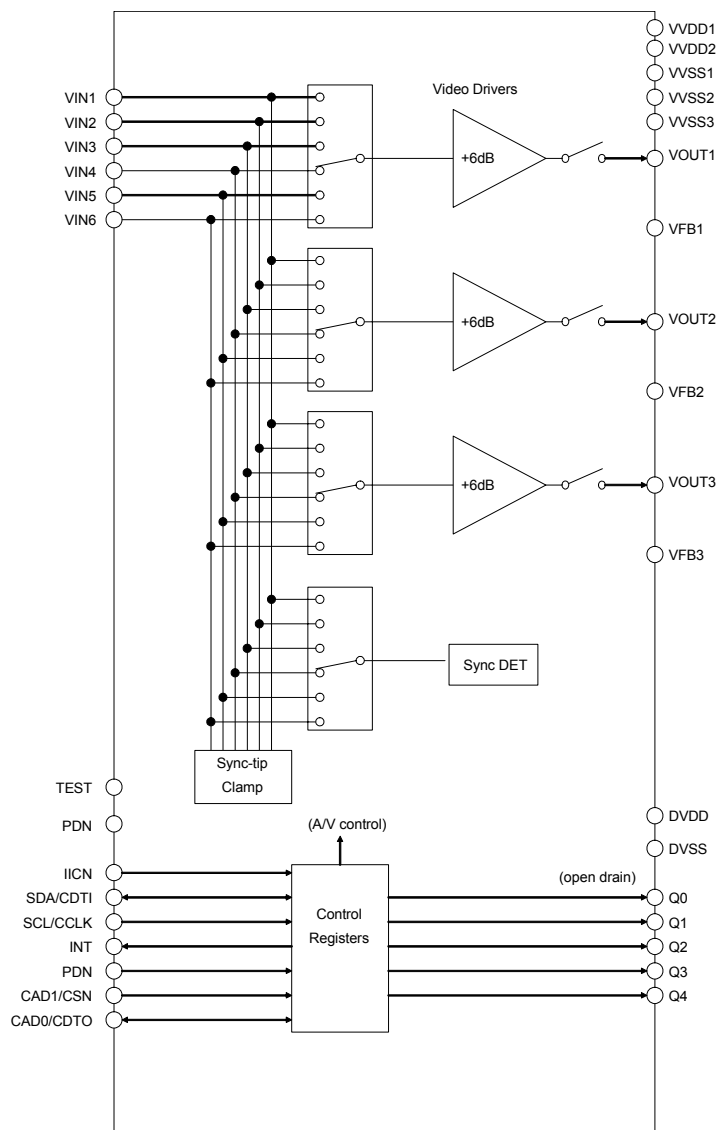 VVDD1
VVDD2
VVSS1
VIN1
Video Drivers
VVSS2
VIN2
VVSS3
VIN3
VIN4
+6dB
VOUT1
VIN5
VIN6
VFB1
+6dB
VOUT2
VFB2
+6dB
VOUT3
VFB3
Sync DET
Sync-tip
Clamp
TEST
PDN
(A/V control)
DVDD
DVSS
IICN
(open drain)
SDA/CDTI
Q0
SCL/CCLK
Control
Registers
Q1
INT
Q2
PDN
Q3
CAD1/CSN
Q4
CAD0/CDTO